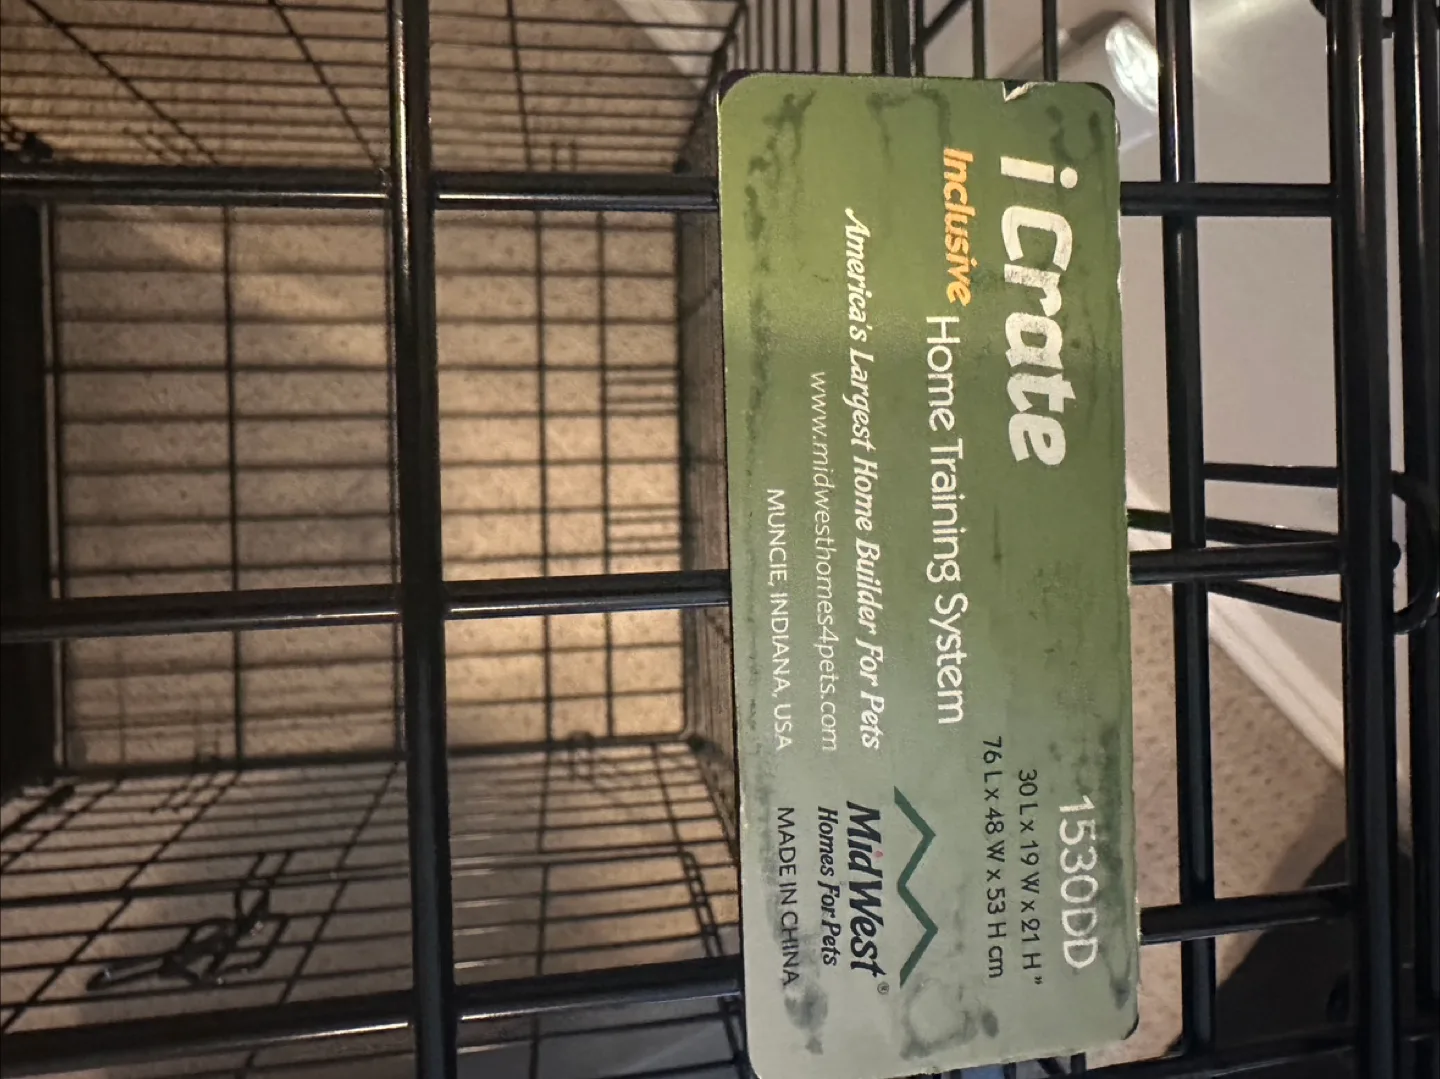 i Crate
1530DD
30 L x 19 W x 21 H"
76 L x 48 W x 53 H cm
Inclusive Home Training System
America's Largest Home Builder For Pets
www.midwesthomes4pets.com
MUNCIE, INDIANA, USA
MidWest®
Homes For Pets
MADE IN CHINA